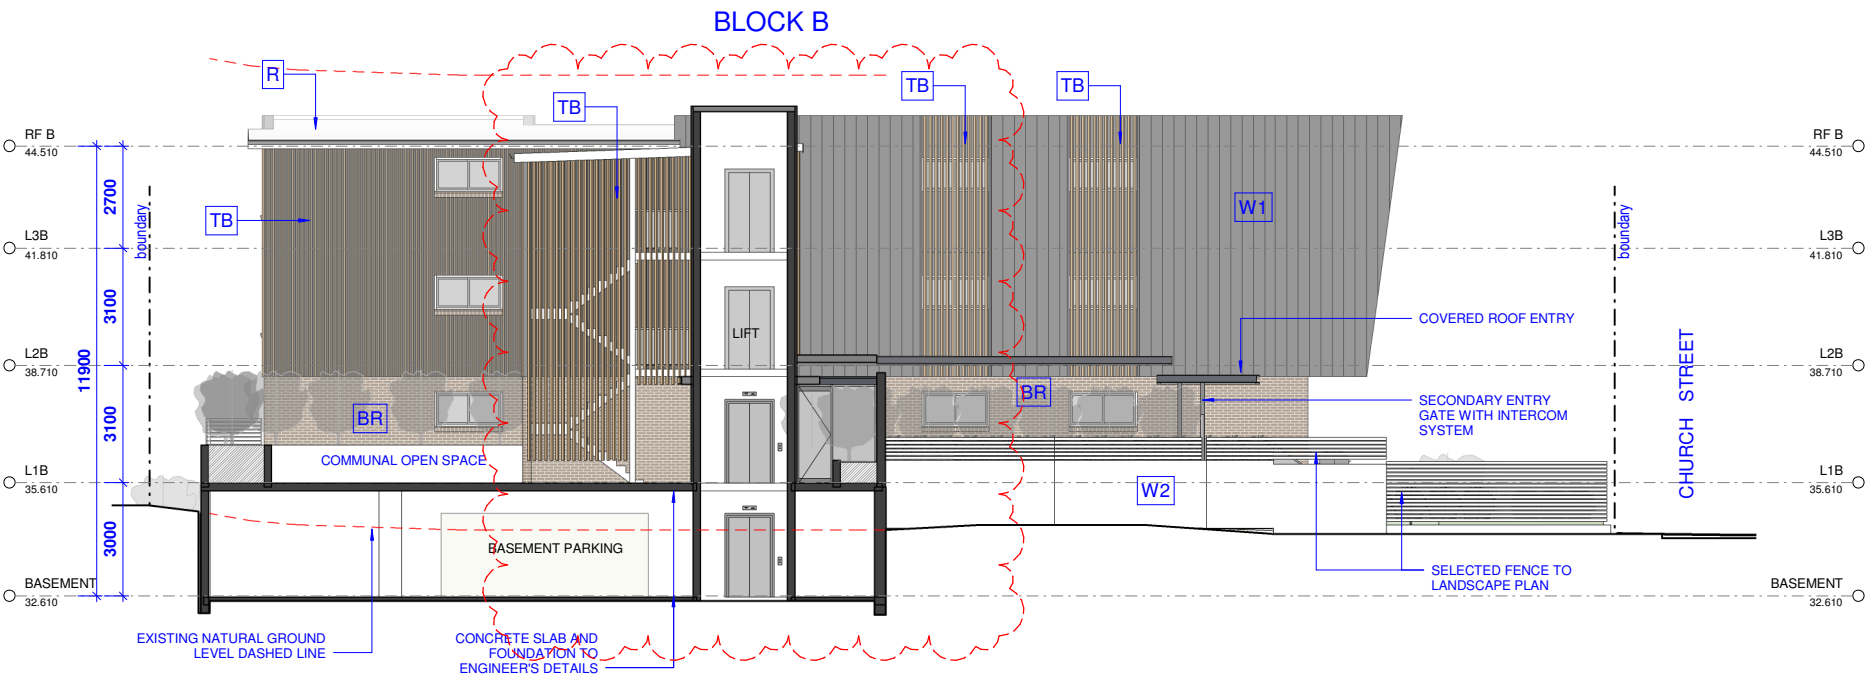 BLOCK B
R
TB
TB
TB
RF B
44.510
RF B
44.510
2700
TB
W1
boundary
boundary
L3B
41.810
L3B
41.810
3100
LIFT
COVERED ROOF ENTRY
L2B
38.710
L2B
38.710
11900
CHURCH STREET
BR
BR
SECONDARY ENTRY
GATE WITH INTERCOM
SYSTEM
3100
COMMUNAL OPEN SPACE
L1B
35.610
W2
L1B
35.610
3000
BASEMENT PARKING
SELECTED FENCE TO
LANDSCAPE PLAN
BASEMENT
32.610
BASEMENT
32.610
EXISTING NATURAL GROUND
LEVEL DASHED LINE
CONCRETE SLAB AND
FOUNDATION TO
ENGINEER'S DETAILS